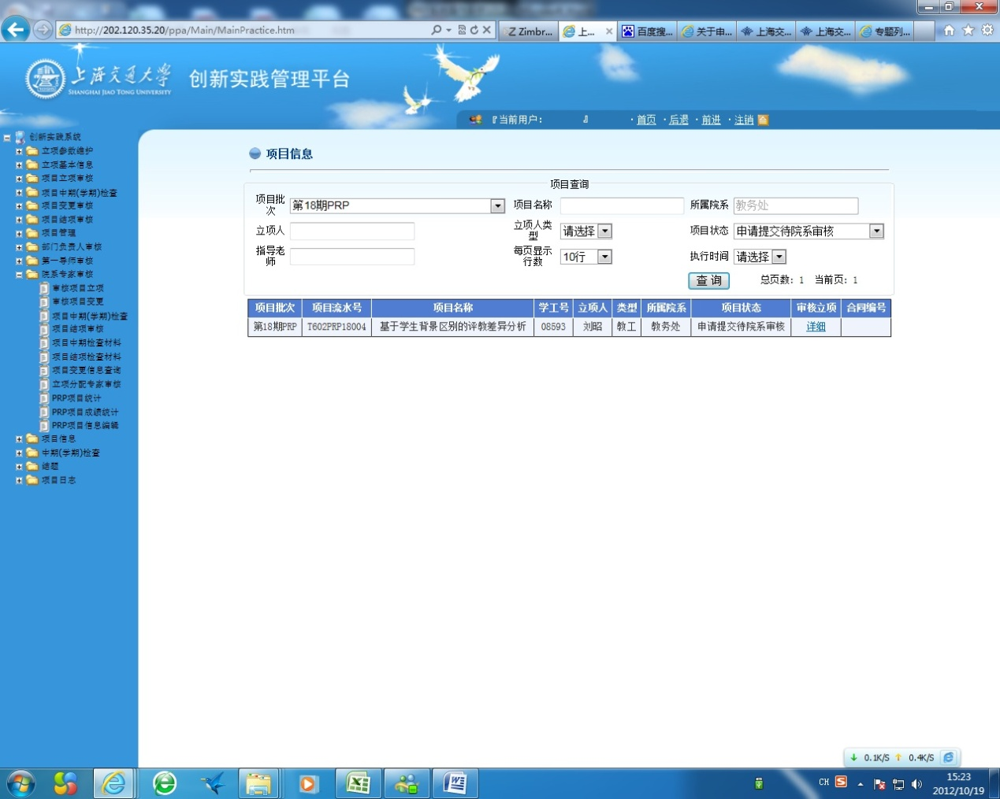 http://202.120.35.20/ppa/Main/MainPractice.htm
Zimbr...
上...
百度搜...
关于申...
上海交...
上海交...
专题列...
上海交通大学
SHANGHAI JIAO TONG UNIVERSITY
创新实践管理平台
『当前用户： 』 ·首页 ·后退 ·前进 ·注销
创新实践系统
立项参数维护
立项基本信息
项目立项审核
项目中期(学期)检查
项目变更审核
项目结项审核
项目管理
部门负责人审核
第一导师审核
院系专家审核
审核项目立项
审核项目变更
项目中期(学期)检查
项目结项审核
项目中期检查材料
项目结项检查材料
项目变更信息查询
立项分配专家审核
PRP项目统计
PRP项目成绩统计
PRP项目信息编辑
项目信息
中期(学期)检查
结题
项目日志
项目信息
项目查询
项目批次 第18期PRP 项目名称 所属院系 教务处
立项人 立项人类型 请选择 项目状态 申请提交待院系审核
指导老师 每页显示行数 10行 执行时间 请选择
查询 总页数：1 当前页：1
项目批次 项目流水号 项目名称 学工号 立项人 类型 所属院系 项目状态 审核立项 合同编号
第18期PRP T602PRP18004 基于学生背景区别的评教差异分析 08593 刘昭 教工 教务处 申请提交待院系审核 详细
0.1K/S 0.4K/S
CH
15:23
2012/10/19